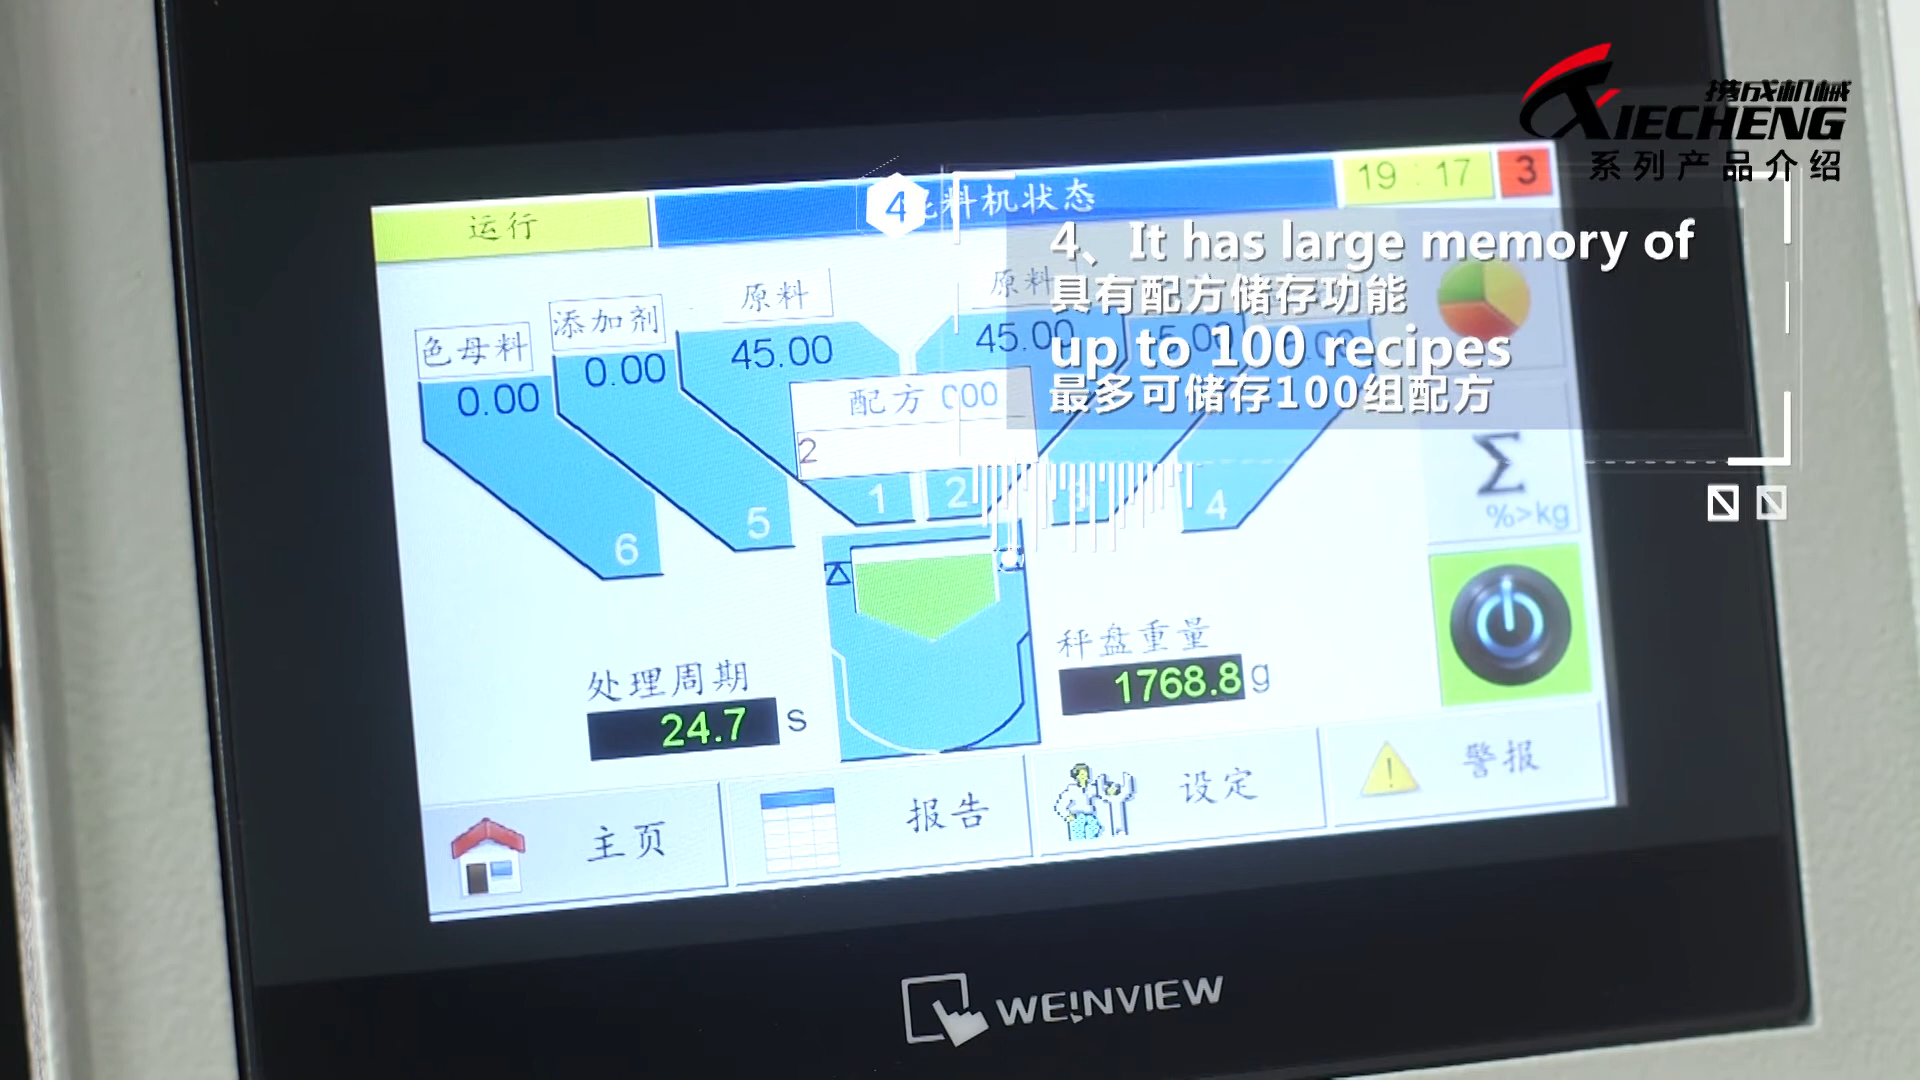 携成机械
XIECHENG
系列产品介绍
运行
料机状态
19:17
3
4
4、It has large memory of
具有配方储存功能
up to 100 recipes
最多可储存100组配方
色母料
添加剂
原料
原料
0.00
0.00
45.00
45.00
配方 000
2
6
5
1
2
3
4
%>kg
处理周期
24.7 s
秤盘重量
1768.8 g
主页
报告
设定
警报
WEINVIEW